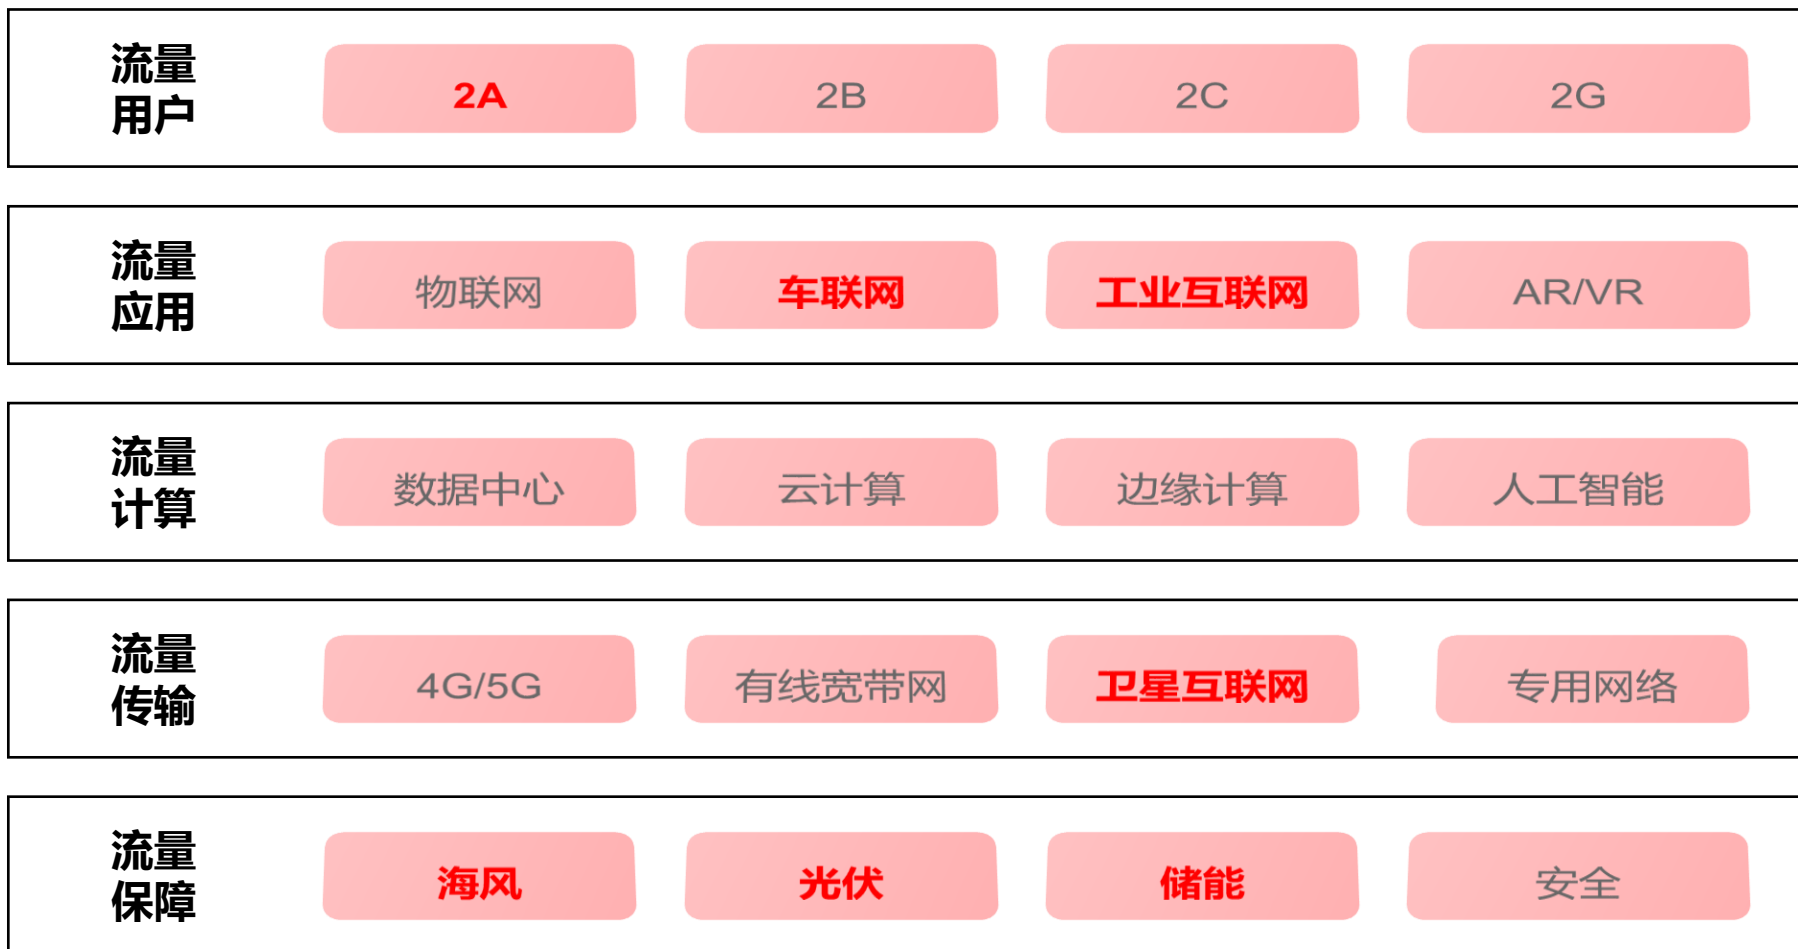 流量
用户
2A
2B
2C
2G
流量
应用
物联网
车联网
工业互联网
AR/VR
流量
计算
数据中心
云计算
边缘计算
人工智能
流量
传输
4G/5G
有线宽带网
卫星互联网
专用网络
流量
保障
海风
光伏
储能
安全